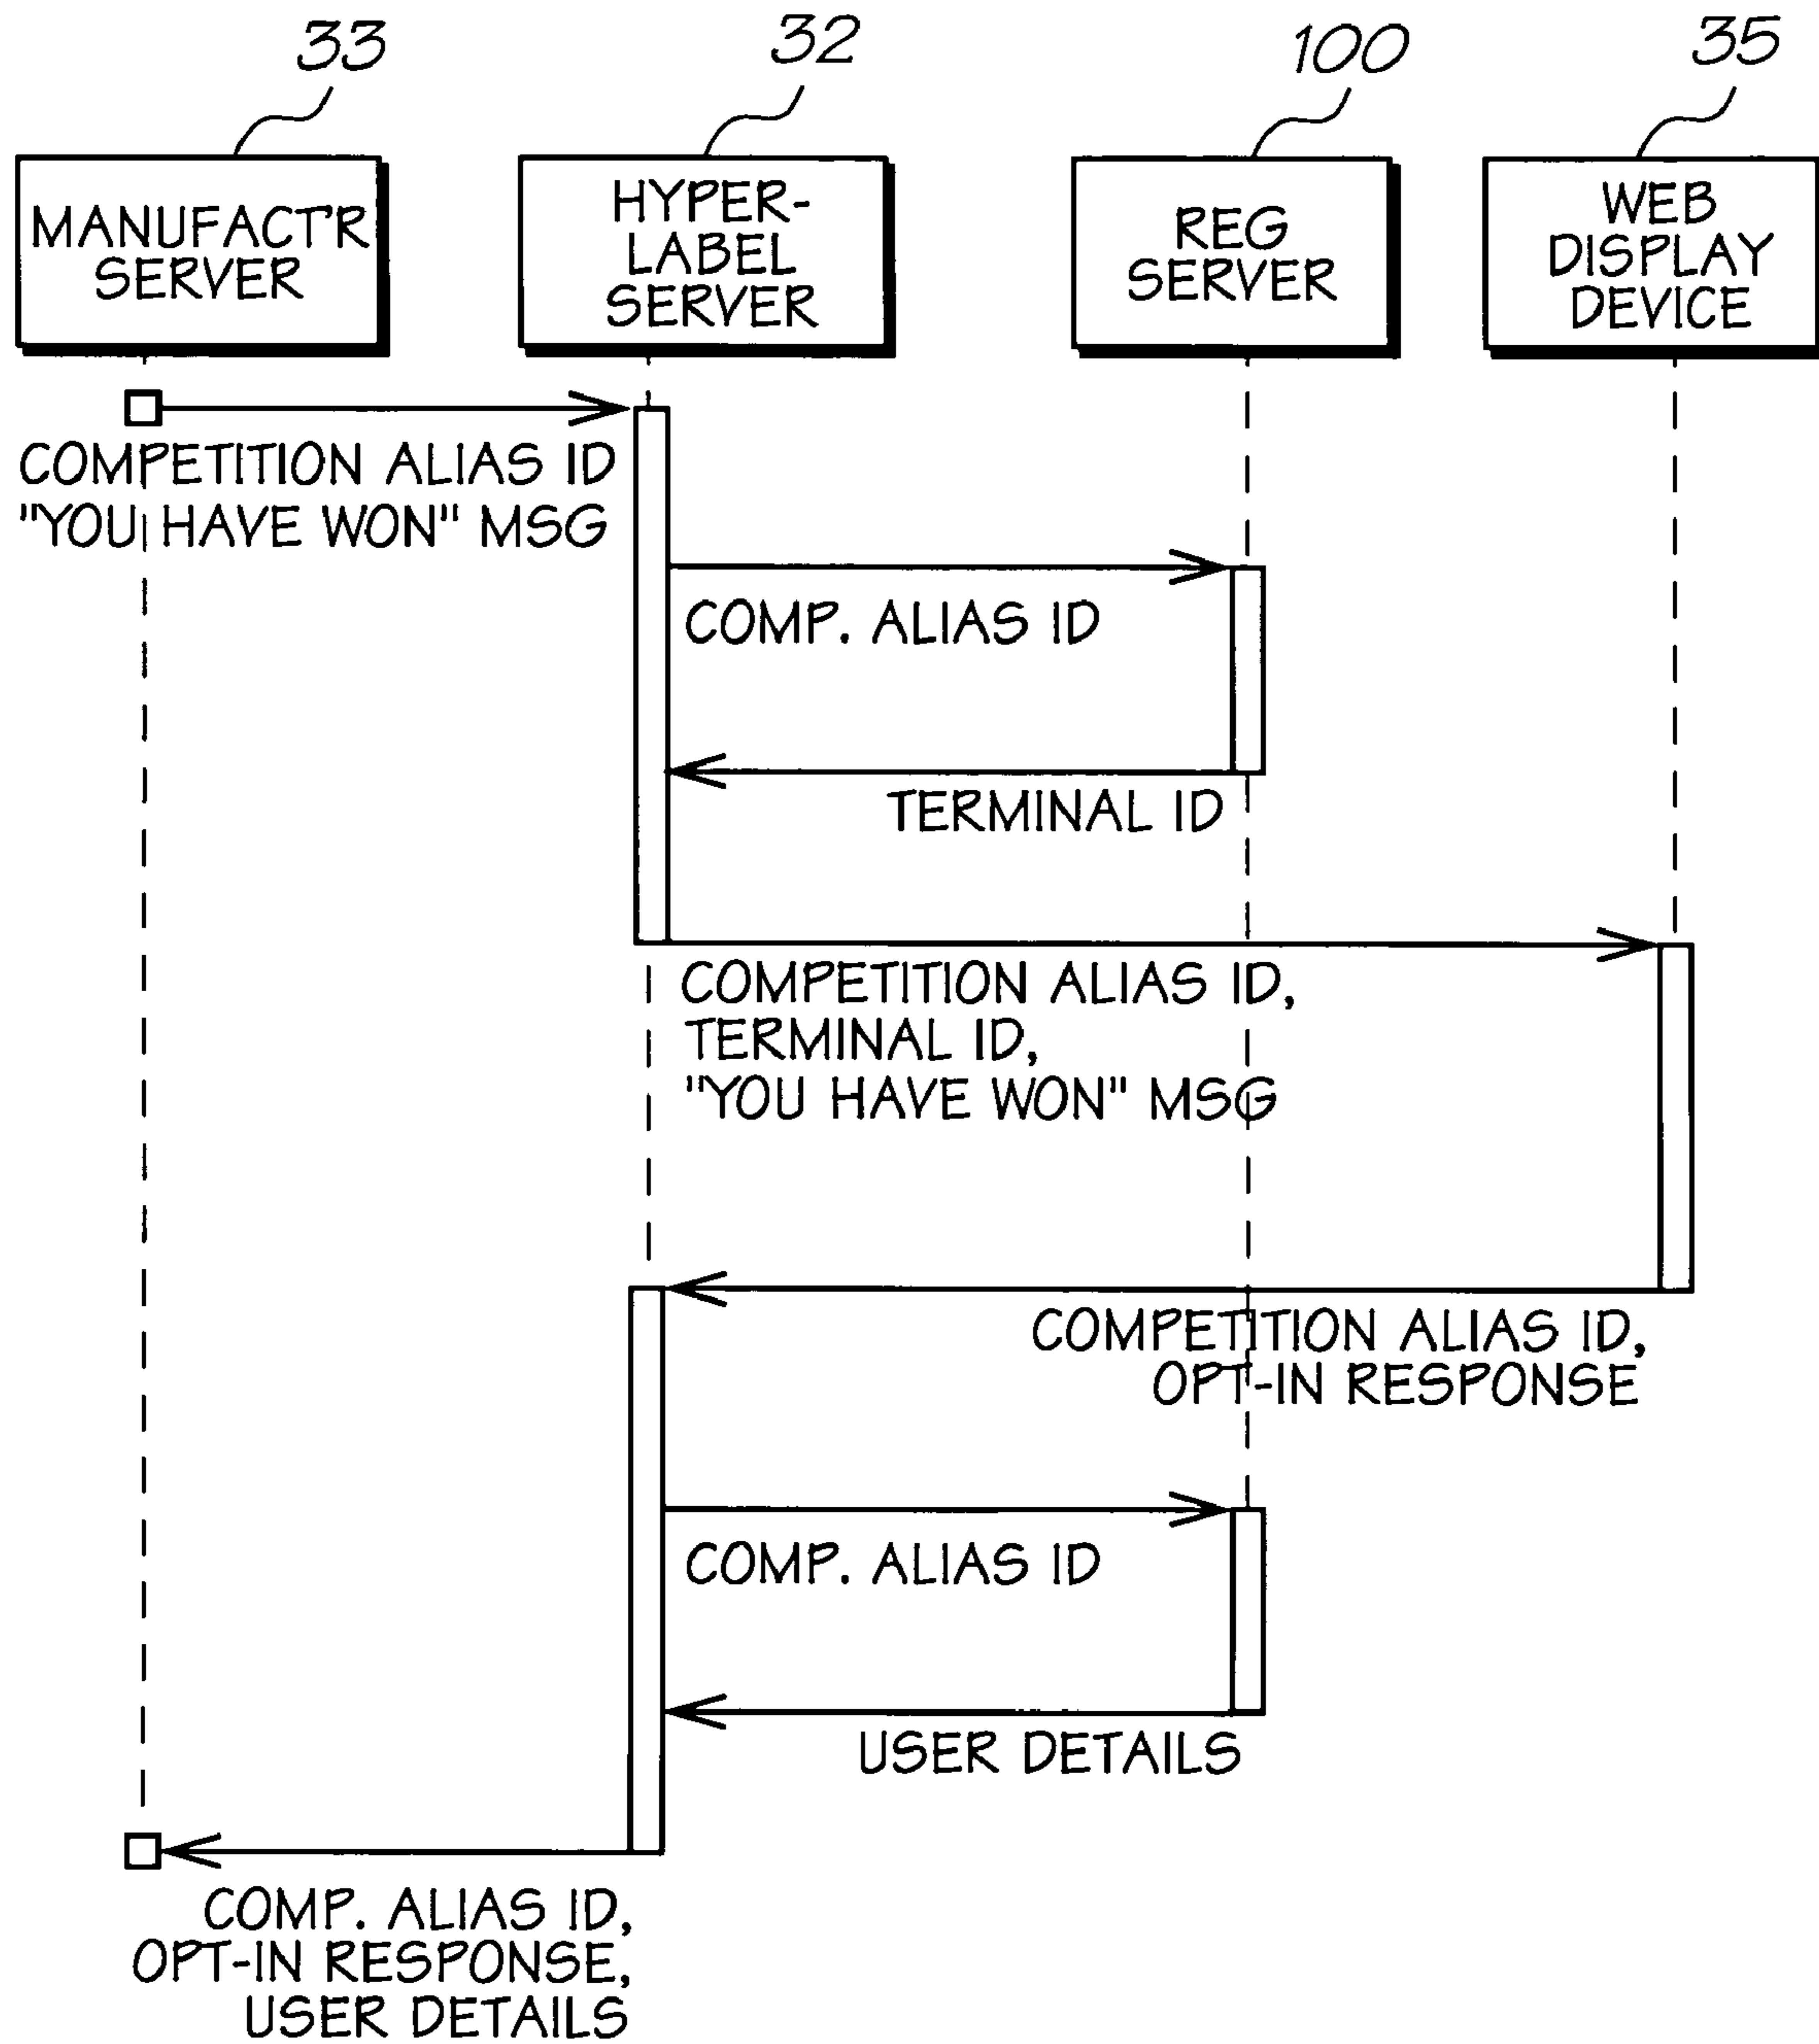 33
32
100
35
MANUFACT'R
SERVER
HYPER-
LABEL
SERVER
REG
SERVER
WEB
DISPLAY
DEVICE
COMPETITION ALIAS ID
"YOU HAVE WON" MSG
COMP. ALIAS ID
TERMINAL ID
COMPETITION ALIAS ID,
TERMINAL ID,
"YOU HAVE WON" MSG
COMPETITION ALIAS ID,
OPT-IN RESPONSE
COMP. ALIAS ID
USER DETAILS
COMP. ALIAS ID,
OPT-IN RESPONSE,
USER DETAILS